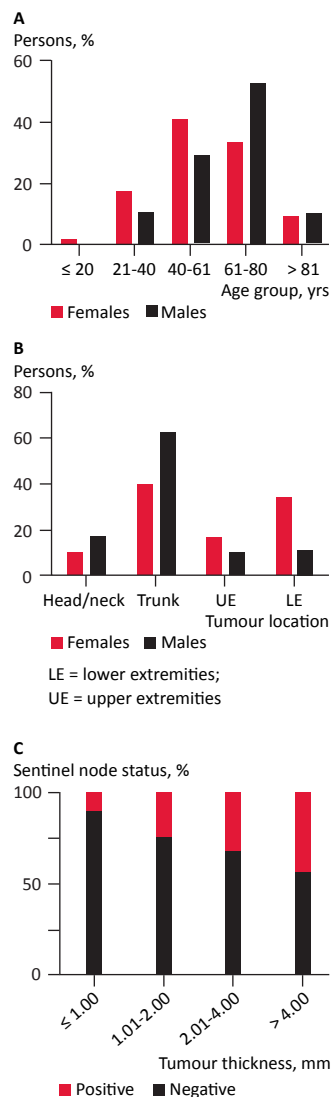 A
Persons, %
60
40
20
0
≤ 20 21-40 40-61 61-80 > 81
Age group, yrs
Females Males
B
Persons, %
80
60
40
20
0
Head/neck Trunk UE LE
Tumour location
Females Males
LE = lower extremities;
UE = upper extremities
C
Sentinel node status, %
100
50
0
≤ 1.00 1.01-2.00 2.01-4.00 > 4.00
Tumour thickness, mm
Positive Negative